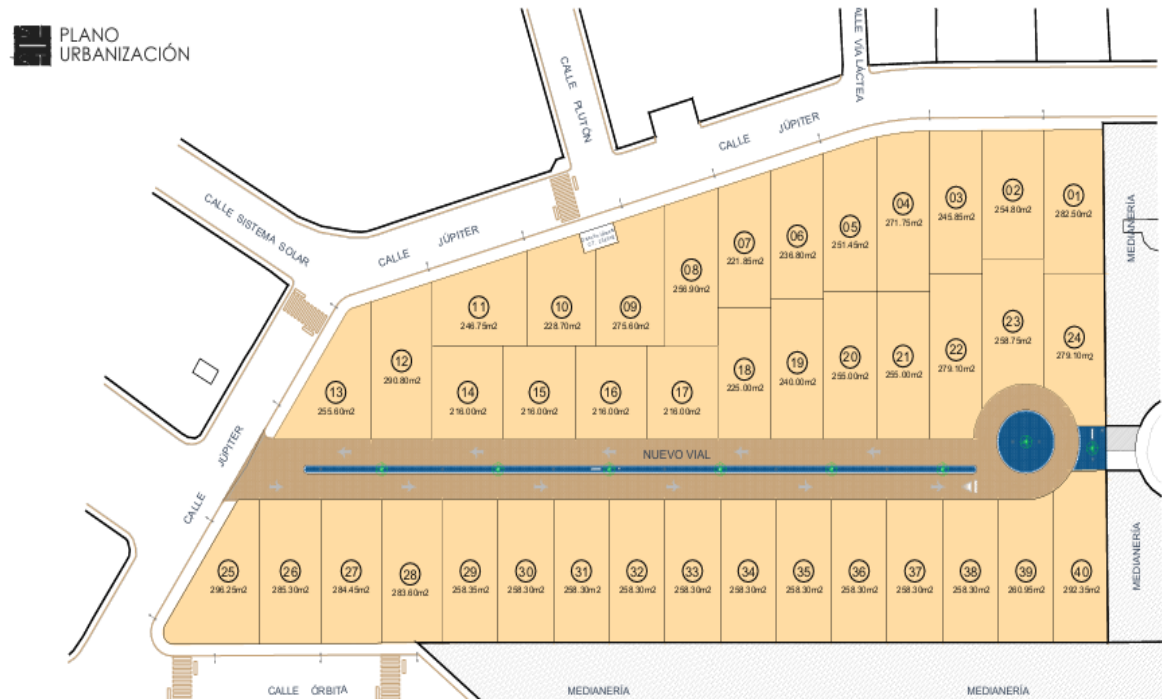 PLANO
URBANIZACIÓN
CALLE PLUTÓN
CALLE JÚPITER
CALLE SISTEMA SOLAR
CALLE JÚPITER
MEDIANERÍA
01
282.50m2
02
254.80m2
03
245.85m2
04
271.75m2
05
251.45m2
06
236.80m2
07
221.85m2
08
256.90m2
09
275.60m2
10
228.70m2
11
246.75m2
12
290.80m2
13
255.60m2
14
216.00m2
15
216.00m2
16
216.00m2
17
216.00m2
18
225.00m2
19
240.00m2
20
255.00m2
21
255.00m2
22
279.10m2
23
258.75m2
24
279.10m2
CALLE JÚPITER
NUEVO VIAL
25
296.25m2
26
285.30m2
27
284.45m2
28
283.60m2
29
258.35m2
30
258.30m2
31
258.30m2
32
258.30m2
33
258.30m2
34
258.30m2
35
258.30m2
36
258.30m2
37
258.30m2
38
258.30m2
39
260.95m2
40
292.35m2
MEDIANERÍA
CALLE ÓRBITA
MEDIANERÍA
MEDIANERÍA